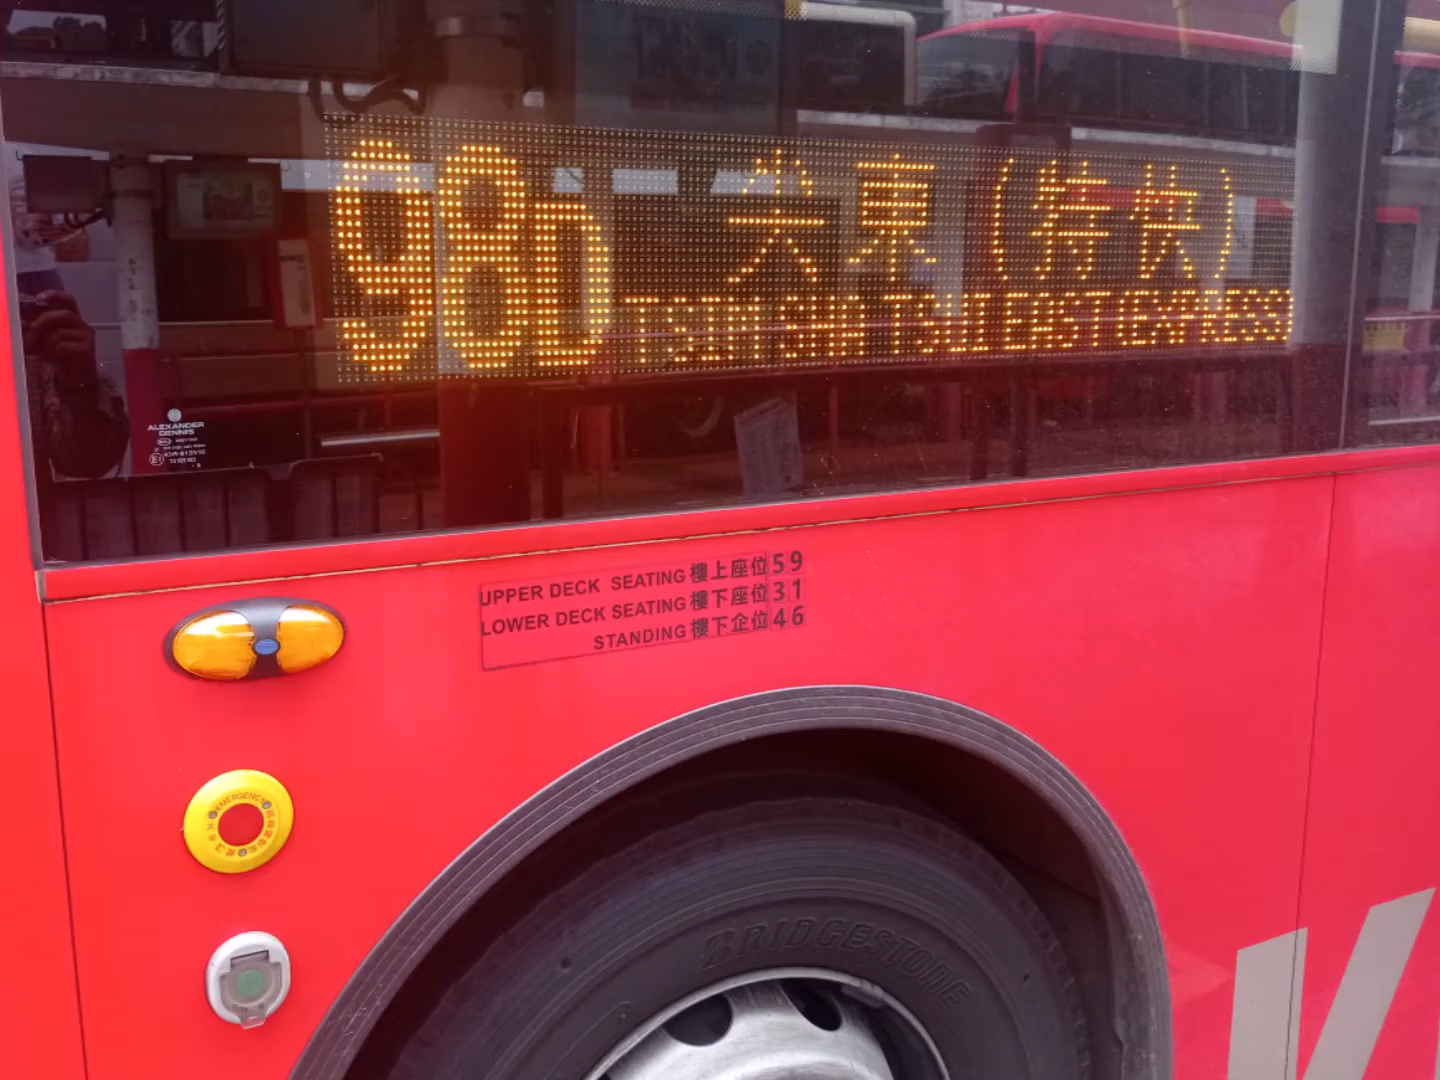 98D 尖東(特快)
TSIM SHA TSUI EAST (EXPRESS)
ALEXANDER
DENNIS
UPPER DECK SEATING 樓上座位 59
LOWER DECK SEATING 樓下座位 31
STANDING 樓下企位 46
EMERGENCY
BRIDGESTONE
K